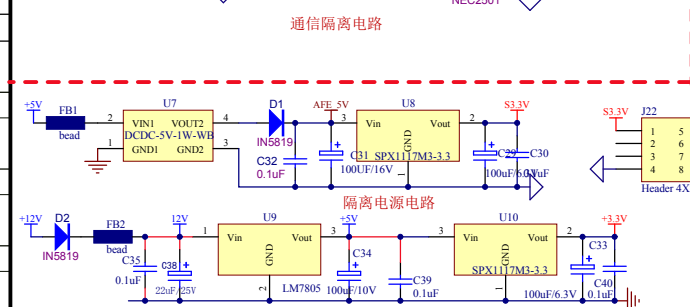 NEC2501
通信隔离电路
+5V
FB1
bead
U7
2 VIN1 VOUT2 4
DCDC-5V-1W-WB
1 GND1 GND2 3
D1
IN5819
AFE_5V
C32
0.1uF
C31
100UF/16V
U8
3 Vin Vout 2
GND
SPX1117M3-3.3
1
S3.3V
C29
100uF/6.3V
C30
0.1uF
S3.3V
J22
1 5
2 6
3 7
4 8
Header 4X
隔离电源电路
+12V
D2
IN5819
FB2
bead
12V
C35
0.1uF
C38
22uF/25V
U9
1 Vin Vout 3
GND
LM7805
2
+5V
C34
100uF/10V
C39
0.1uF
U10
3 Vin Vout 2
GND
SPX1117M3-3.3
1
+3.3V
C33
100uF/6.3V
C40
0.1uF